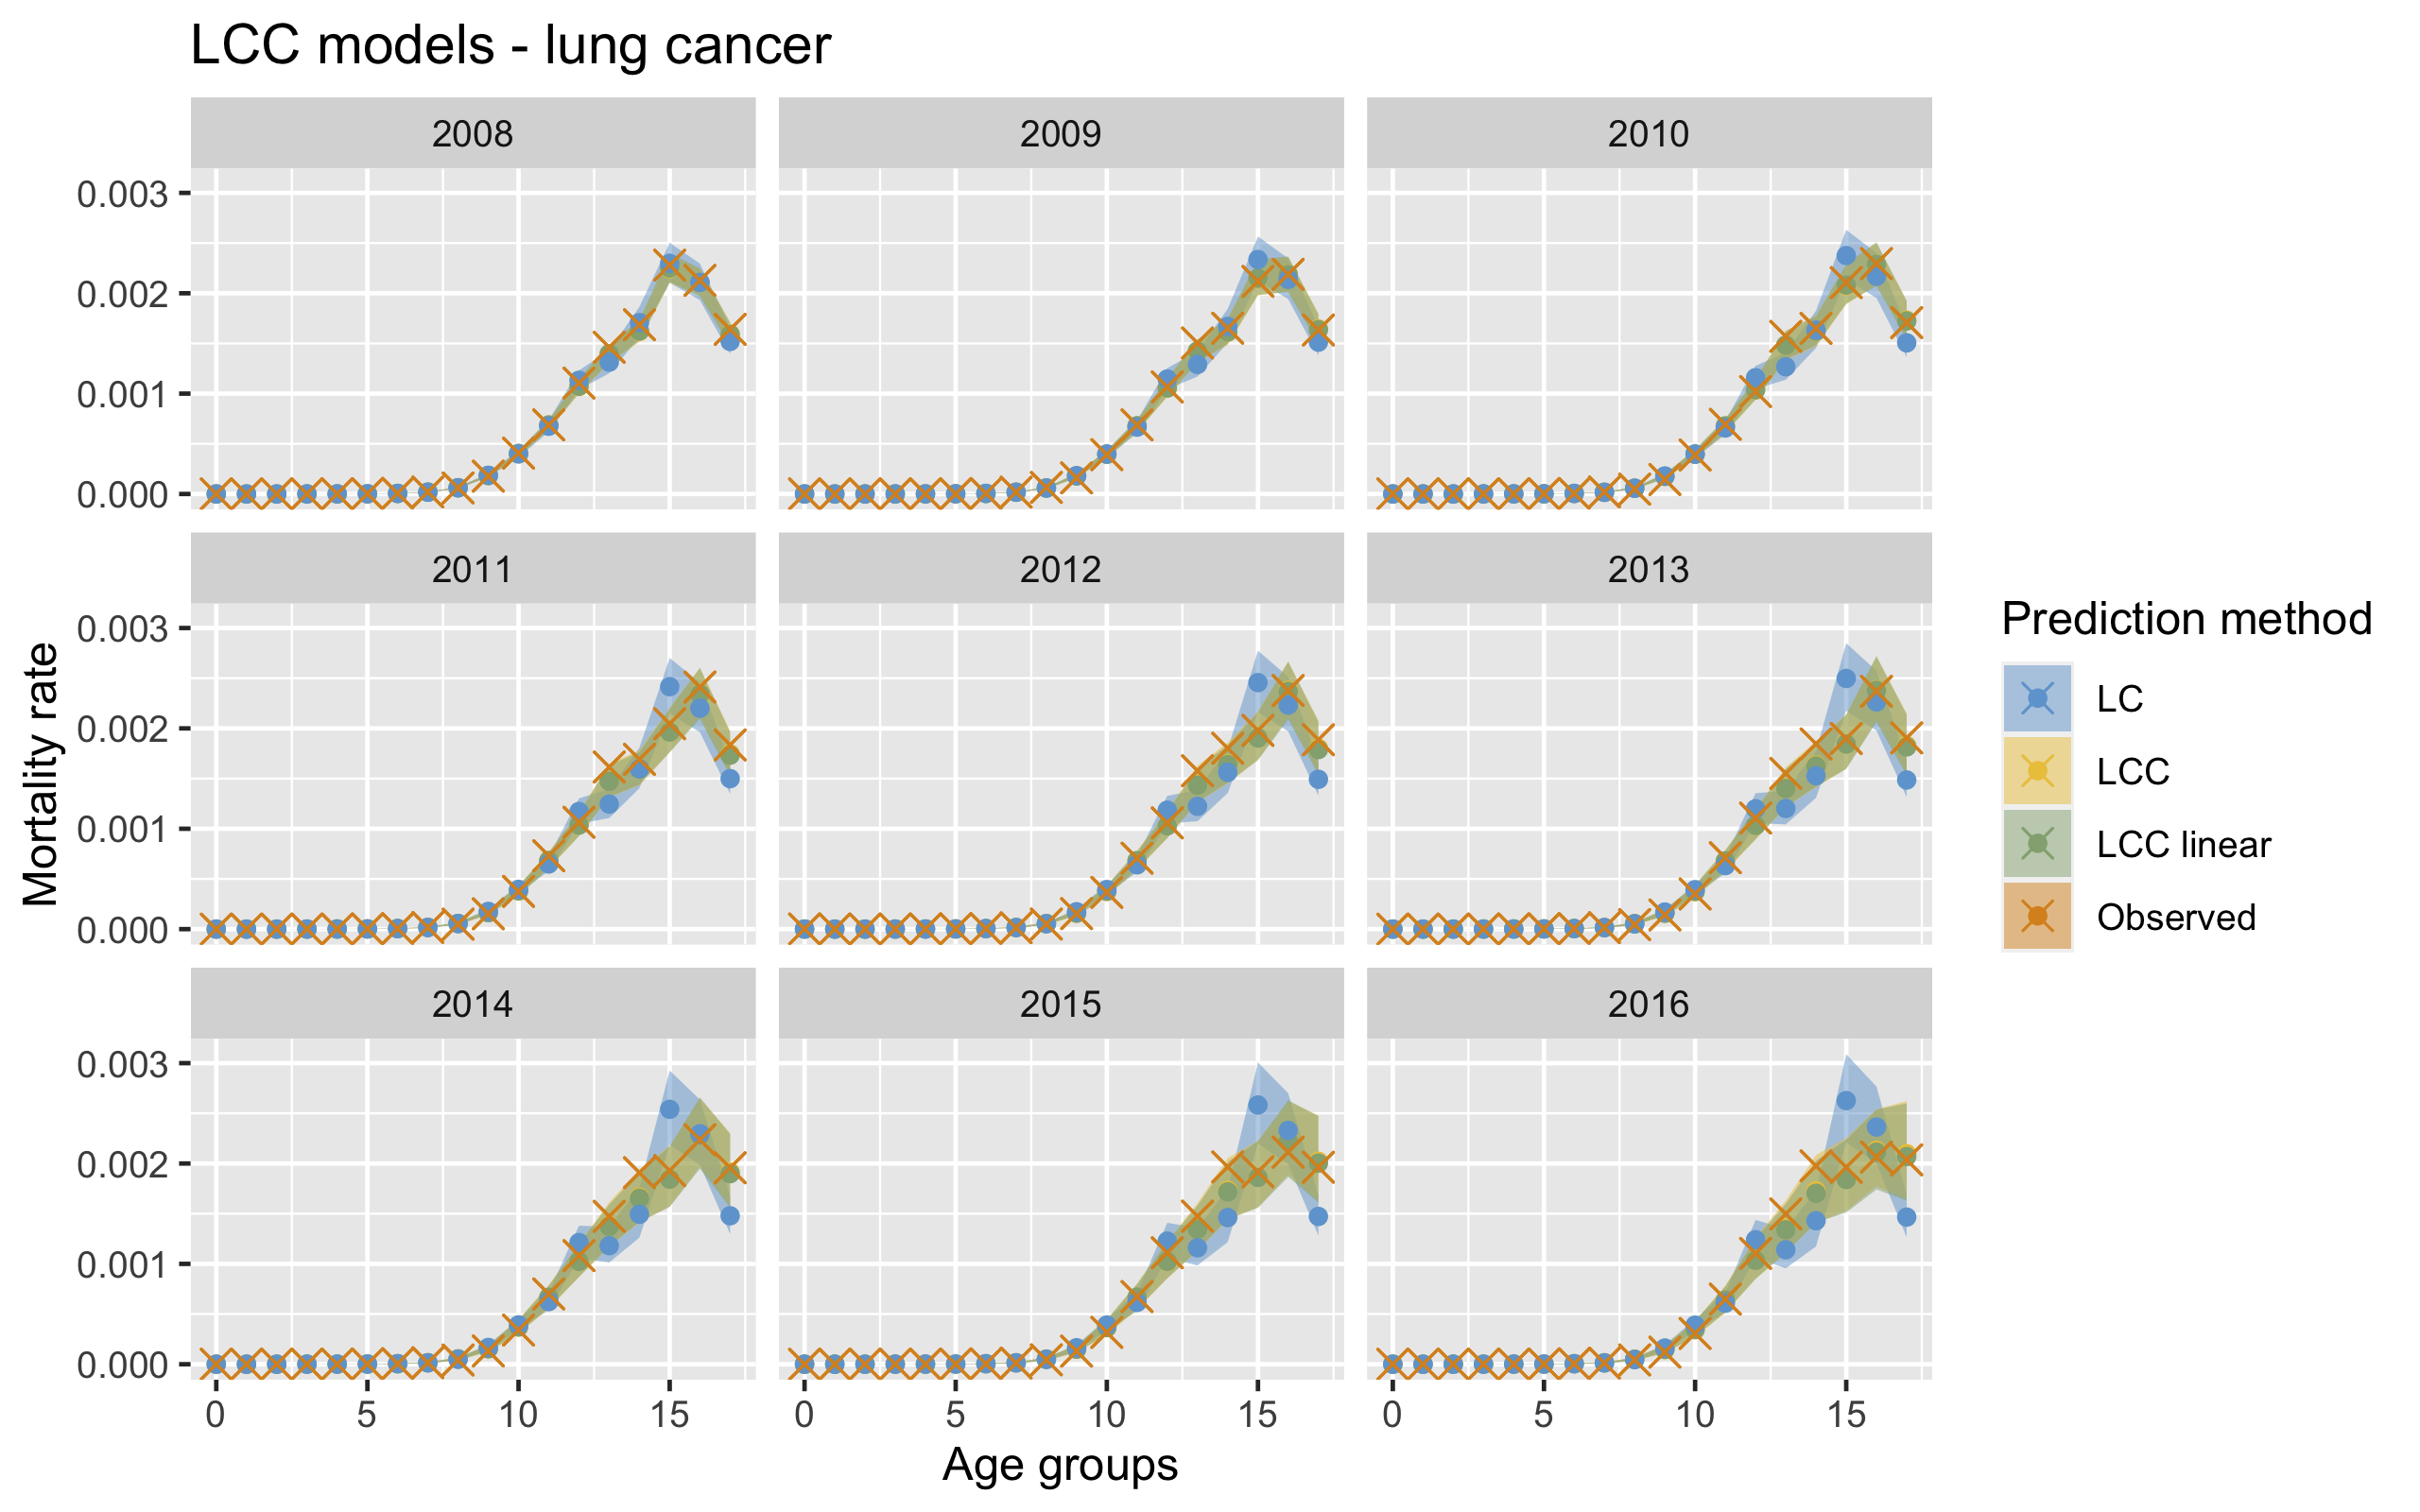 LCC models - lung cancer
2008 2009 2010
0.003
0.002
0.001
0.000
2011 2012 2013
0.003
0.002
0.001
0.000
2014 2015 2016
0.003
0.002
0.001
0.000
0 5 10 15 0 5 10 15 0 5 10 15
Age groups
Mortality rate
Prediction method
LC
LCC
LCC linear
Observed